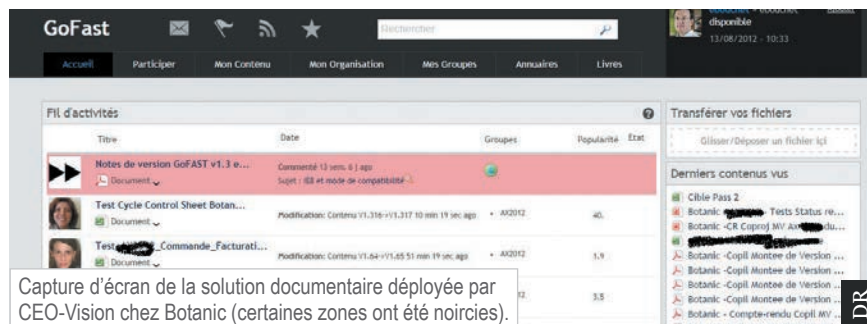 GoFast
Rechercher
disponible
13/08/2012 - 10:33
Accueil Participer Mon Contenu Mon Organisation Mes Groupes Annuaires Livres
Fil d'activités
Titre Date Groupes Popularité Etat
Notes de version GoFAST v1.3 e...
Document
Commenté 13 sem. 6 j ago
Sujet : IE8 et mode de compatibilité
Test Cycle Control Sheet Botan...
Document
Modification: Contenu V1.316->V1.317 10 min 19 sec ago
AX2012
40.
Test_ _Commande_Facturati...
Document
Modification: Contenu V1.64->V1.65 51 min 19 sec ago
AX2012
1.9
3.5
Transférer vos fichiers
Glisser/Déposer un fichier ici
Derniers contenus vus
Cible Pass 2
Botanic - Tests Status re...
Botanic -CR Coproj MV Ax du...
Botanic -Copil Montee de Version ...
Botanic -Copil Montee de Version ...
Botanic -Copil Montee de Version ...
Botanic - Compte-rendu Copil MV ...
Capture d'écran de la solution documentaire déployée par
CEO-Vision chez Botanic (certaines zones ont été noircies).
DR